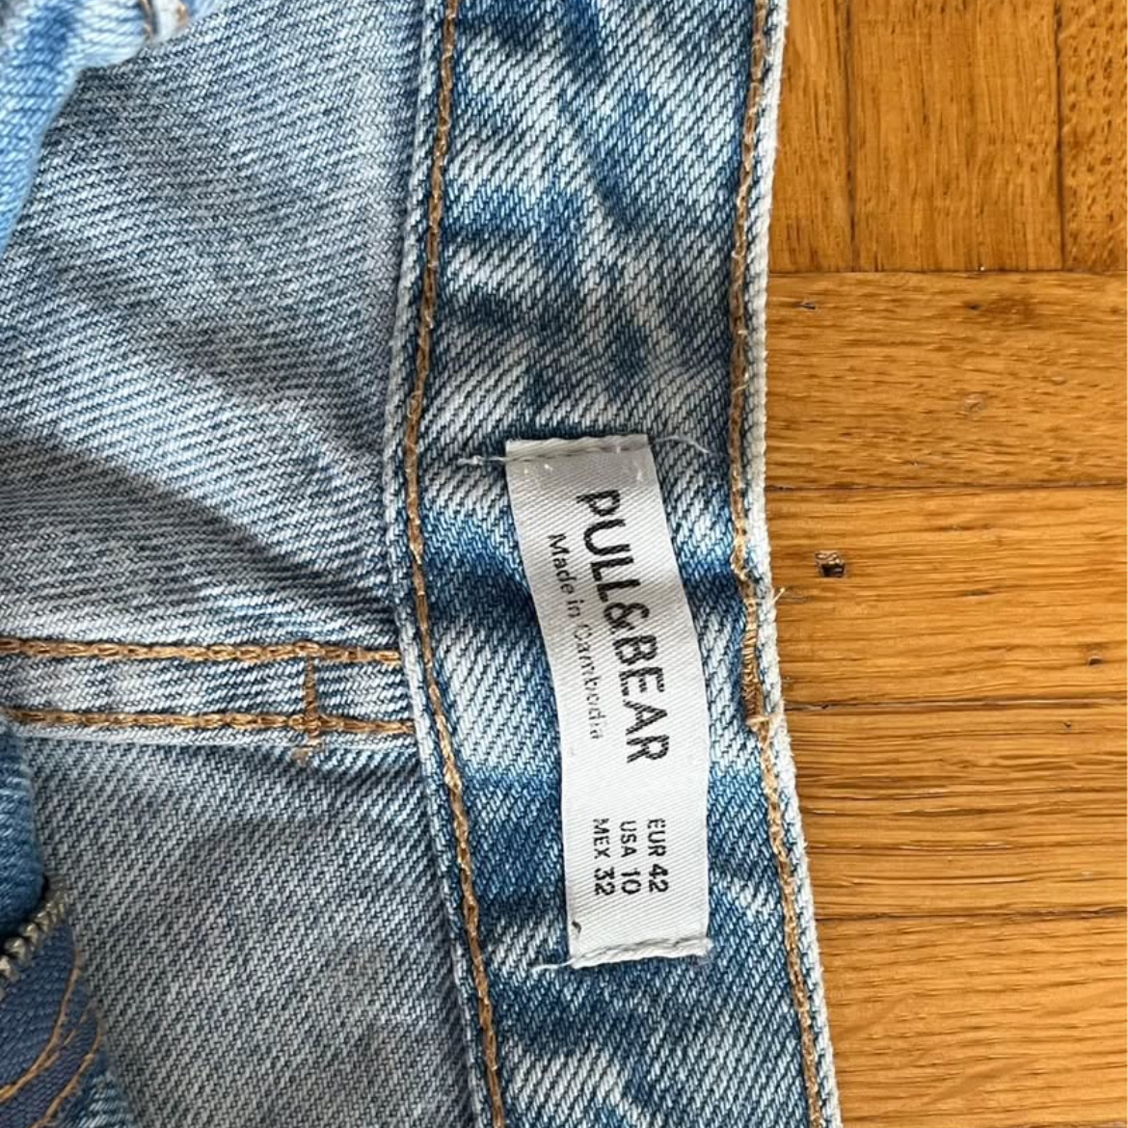 PULL&BEAR
Made in Cambodia
EUR 42
USA 10
MEX 32